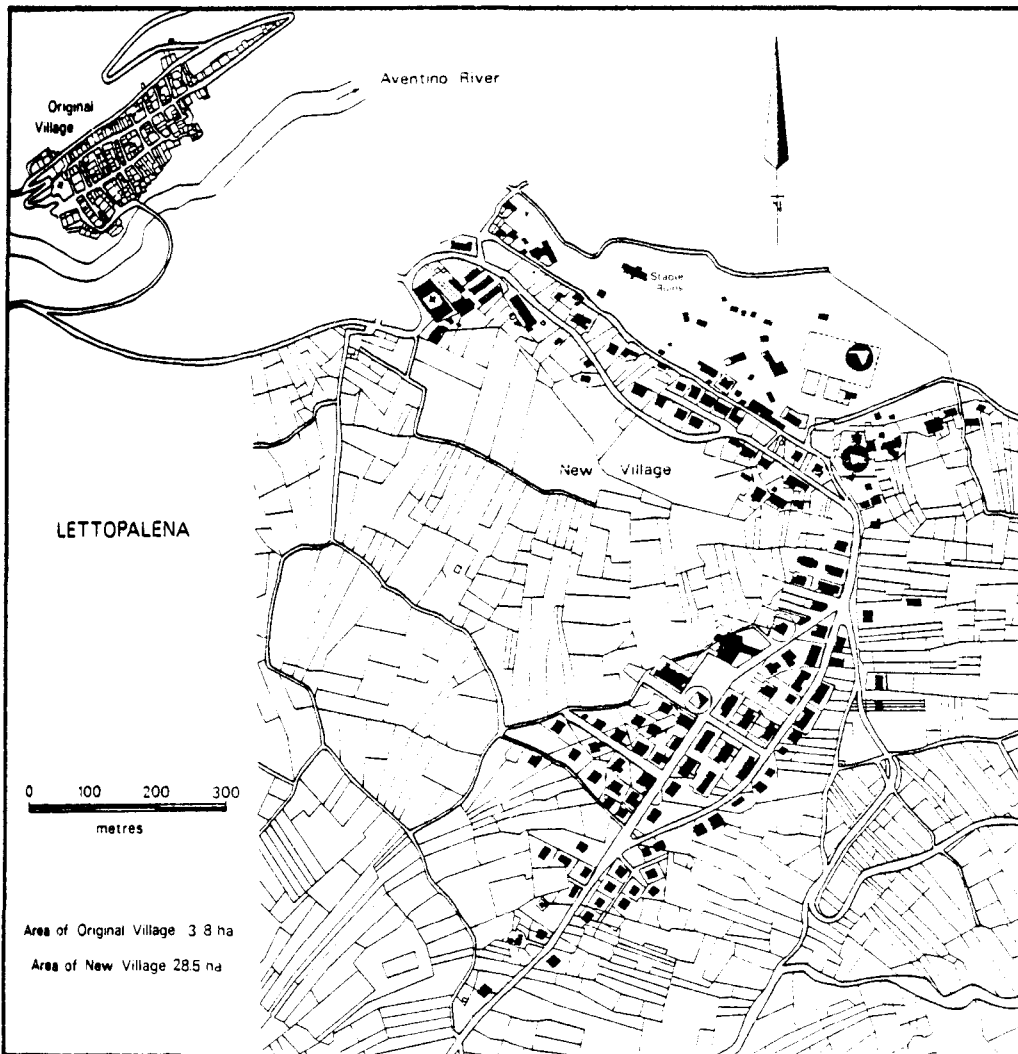 Aventino River
Original
Village
Stable
Ruins
New Village
LETTOPALENA
0 100 200 300
metres
Area of Original Village 3 8 ha
Area of New Village 28.5 ha